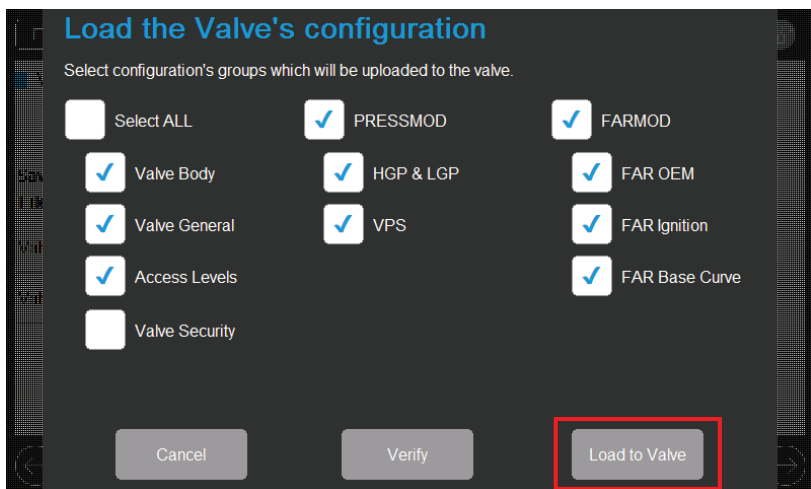 Load the Valve's configuration
Select configuration's groups which will be uploaded to the valve.
Select ALL
PRESSMOD
FARMOD
Valve Body
HGP & LGP
FAR OEM
Valve General
VPS
FAR Ignition
Access Levels
FAR Base Curve
Valve Security
Cancel
Verify
Load to Valve